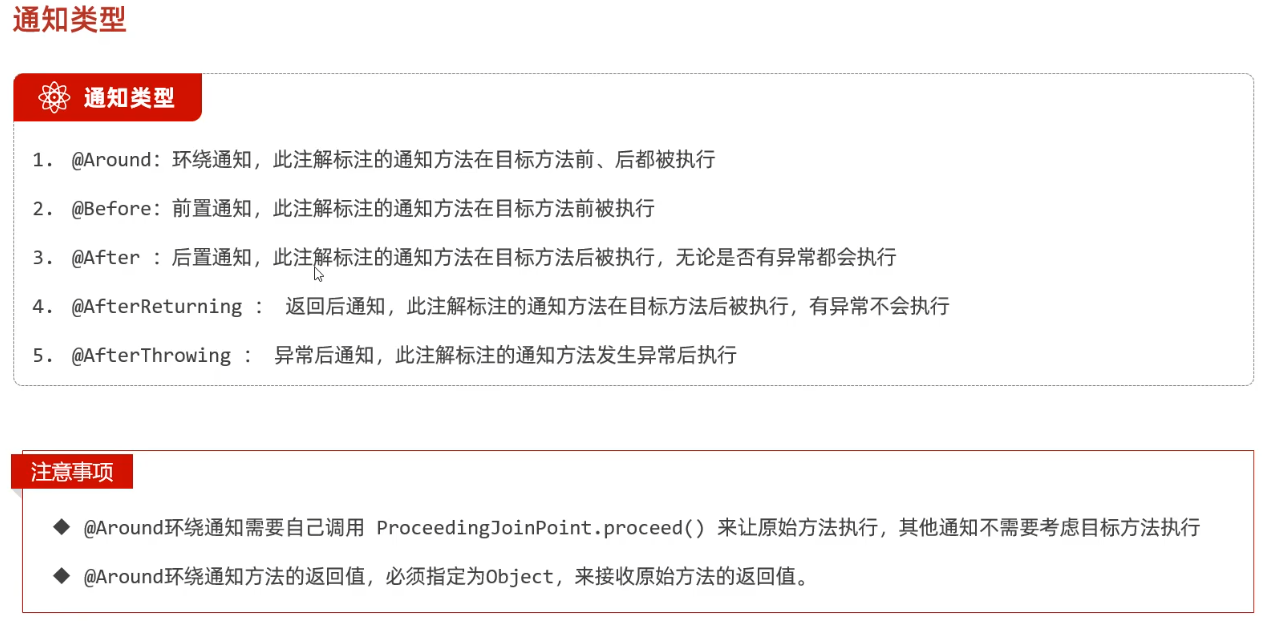 通知类型
通知类型
1. @Around：环绕通知，此注解标注的通知方法在目标方法前、后都被执行
2. @Before：前置通知，此注解标注的通知方法在目标方法前被执行
3. @After ：后置通知，此注解标注的通知方法在目标方法后被执行，无论是否有异常都会执行
4. @AfterReturning ： 返回后通知，此注解标注的通知方法在目标方法后被执行，有异常不会执行
5. @AfterThrowing ： 异常后通知，此注解标注的通知方法发生异常后执行
注意事项
◆ @Around环绕通知需要自己调用 ProceedingJoinPoint.proceed() 来让原始方法执行，其他通知不需要考虑目标方法执行
◆ @Around环绕通知方法的返回值，必须指定为Object，来接收原始方法的返回值。